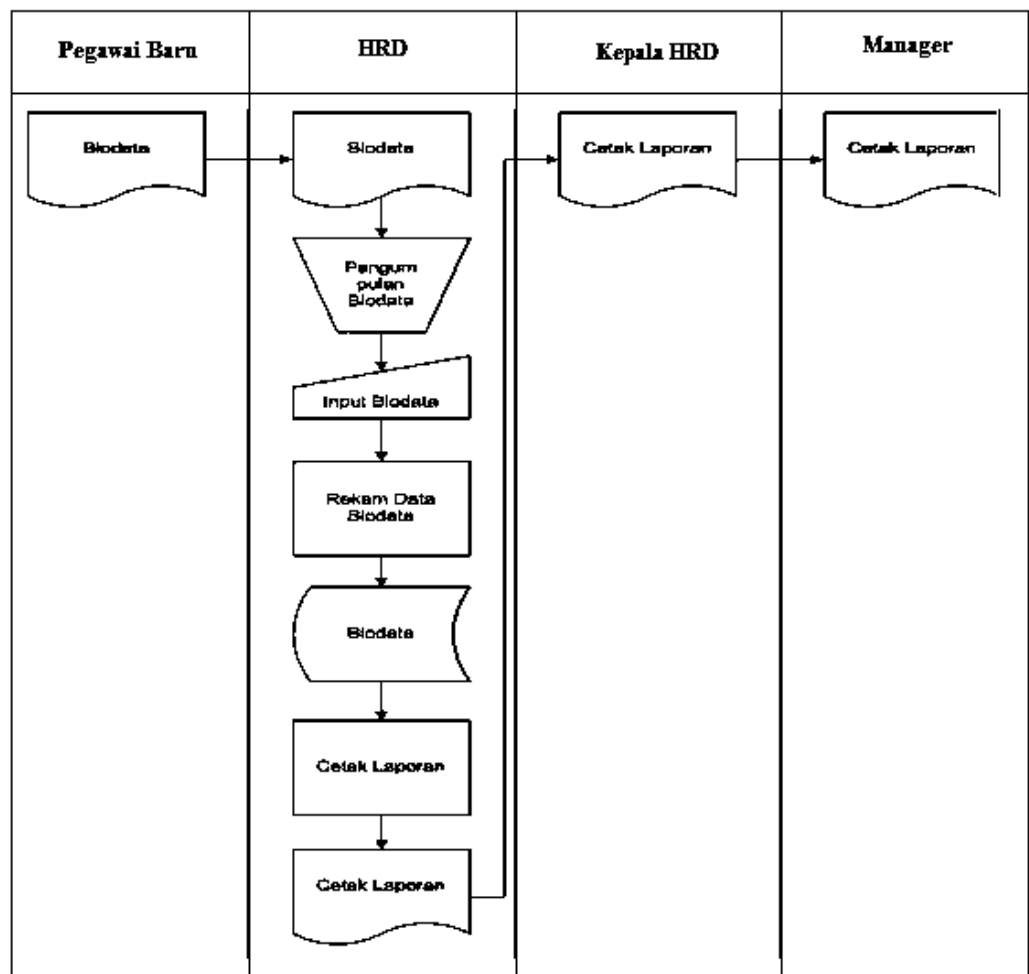 Pegawai Baru
HRD
Kepala HRD
Manager
Biodata
Biodata
Cetak Laporan
Cetak Laporan
Pengum
pulan
Biodata
Input Biodata
Rekam Data
Biodata
Biodata
Cetak Laporan
Cetak Laporan